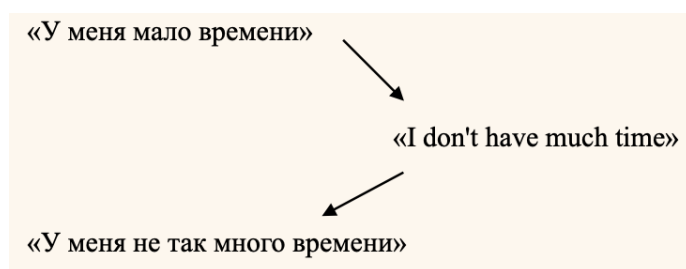 «У меня мало времени»
«I don't have much time»
«У меня не так много времени»